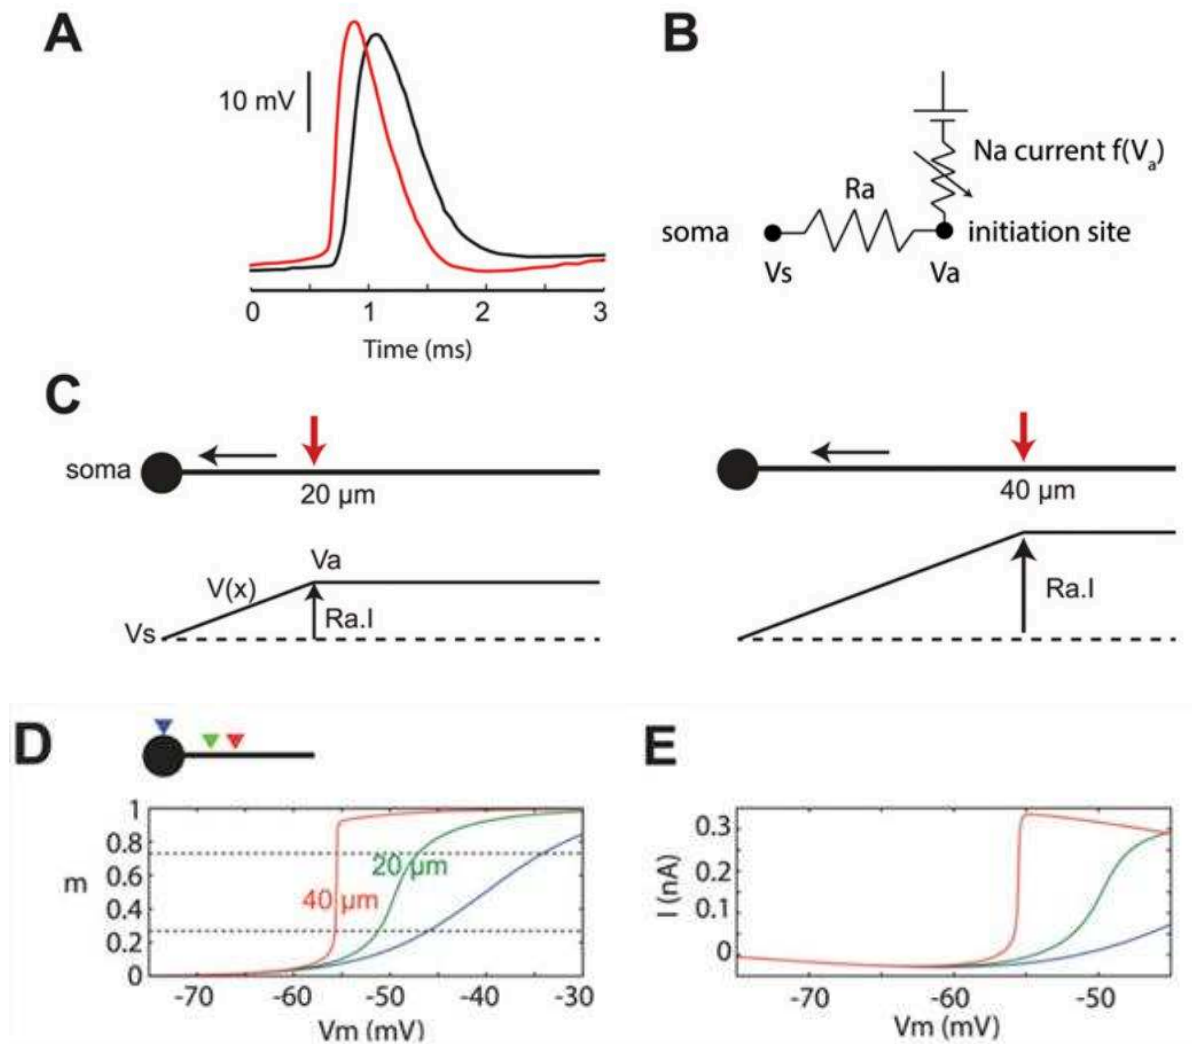 A
10 mV
0 1 2 3
Time (ms)
B
Na current f(Va)
Ra
soma
initiation site
Vs
Va
C
soma
20 µm
Va
V(x)
Vs
Ra.I
40 µm
Ra.I
D
1
0.8
0.6
0.4
0.2
0
m
20 µm
40 µm
-70 -60 -50 -40 -30
Vm (mV)
E
0.3
0.2
0.1
0
I (nA)
-70 -60 -50
Vm (mV)